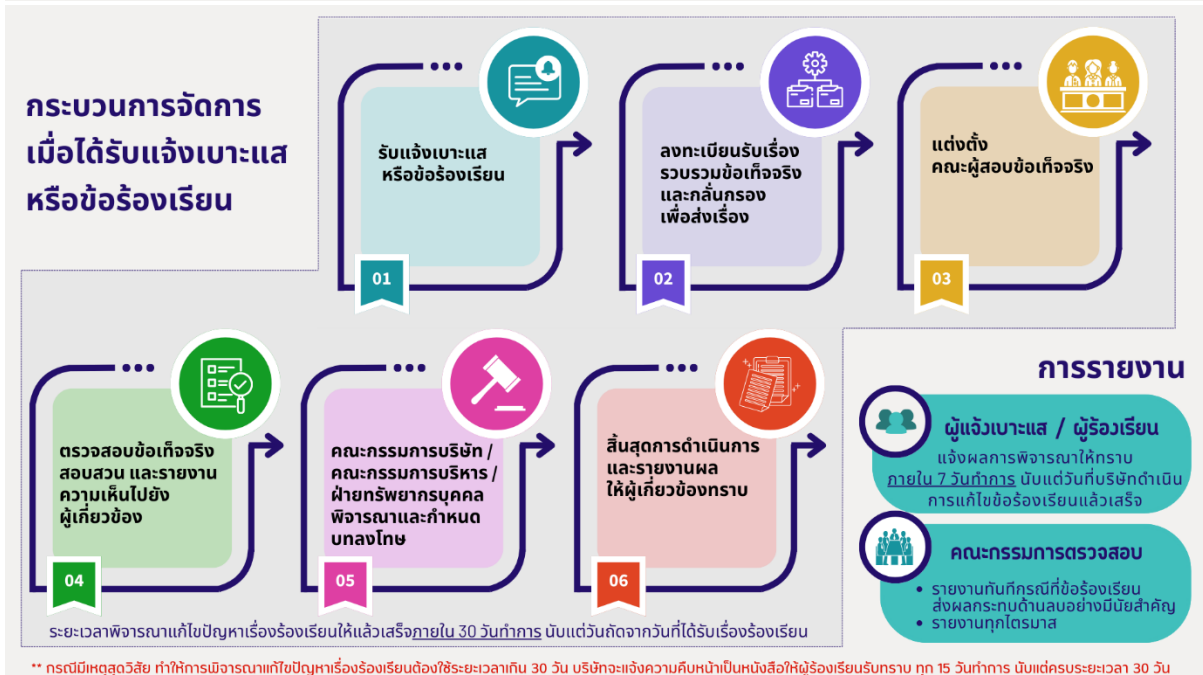 กระบวนการจัดการ
เมื่อได้รับแจ้งเบาะแส
หรือข้อร้องเรียน
รับแจ้งเบาะแส
หรือข้อร้องเรียน
01
ลงทะเบียนรับเรื่อง
รวบรวมข้อเท็จจริง
และกลั่นกรอง
เพื่อส่งเรื่อง
02
แต่งตั้ง
คณะผู้สอบข้อเท็จจริง
03
ตรวจสอบข้อเท็จจริง
สอบสวน และรายงาน
ความเห็นไปยัง
ผู้เกี่ยวข้อง
04
คณะกรรมการบริษัท /
คณะกรรมการบริหาร /
ฝ่ายทรัพยากรบุคคล
พิจารณาและกำหนด
บทลงโทษ
05
สิ้นสุดการดำเนินการ
และรายงานผล
ให้ผู้เกี่ยวข้องทราบ
06
ระยะเวลาพิจารณาแก้ไขปัญหาเรื่องร้องเรียนให้แล้วเสร็จภายใน 30 วันทำการ นับแต่วันถัดจากวันที่ได้รับเรื่องร้องเรียน
การรายงาน
ผู้แจ้งเบาะแส / ผู้ร้องเรียน
แจ้งผลการพิจารณาให้ทราบ
ภายใน 7 วันทำการ นับแต่วันที่บริษัทดำเนิน
การแก้ไขข้อร้องเรียนแล้วเสร็จ
คณะกรรมการตรวจสอบ
• รายงานทันทีกรณีที่ข้อร้องเรียน
ส่งผลกระทบด้านลบอย่างมีนัยสำคัญ
• รายงานทุกไตรมาส
** กรณีมีเหตุสุดวิสัย ทำให้การพิจารณาแก้ไขปัญหาเรื่องร้องเรียนต้องใช้ระยะเวลาเกิน 30 วัน บริษัทจะแจ้งความคืบหน้าเป็นหนังสือให้ผู้ร้องเรียนรับทราบ ทุก 15 วันทำการ นับแต่ครบระยะเวลา 30 วัน